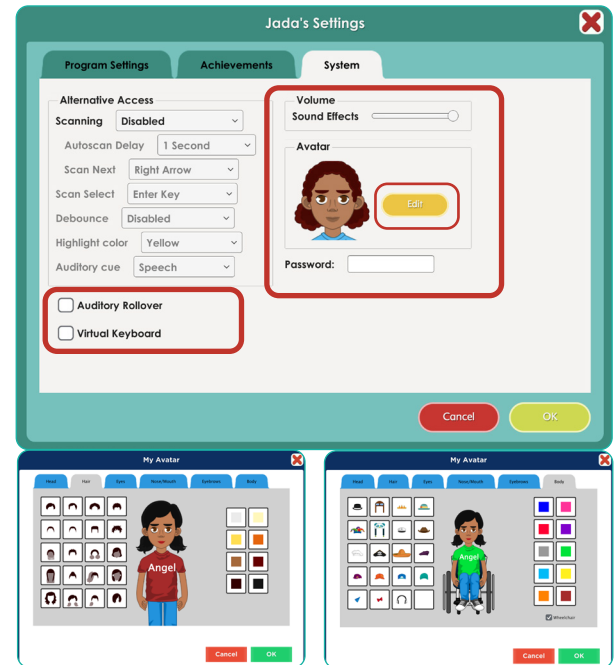 Jada's Settings
Program Settings
Achievements
System
Alternative Access
Scanning Disabled
Autoscan Delay 1 Second
Scan Next Right Arrow
Scan Select Enter Key
Debounce Disabled
Highlight color Yellow
Auditory cue Speech
Auditory Rollover
Virtual Keyboard
Volume
Sound Effects
Avatar
Edit
Password:
Cancel
OK
My Avatar
Head Hair Eyes Nose/Mouth Eyebrows Body
Angel
Cancel
OK
My Avatar
Head Hair Eyes Nose/Mouth Eyebrows Body
Angel
Wheelchair
Cancel
OK